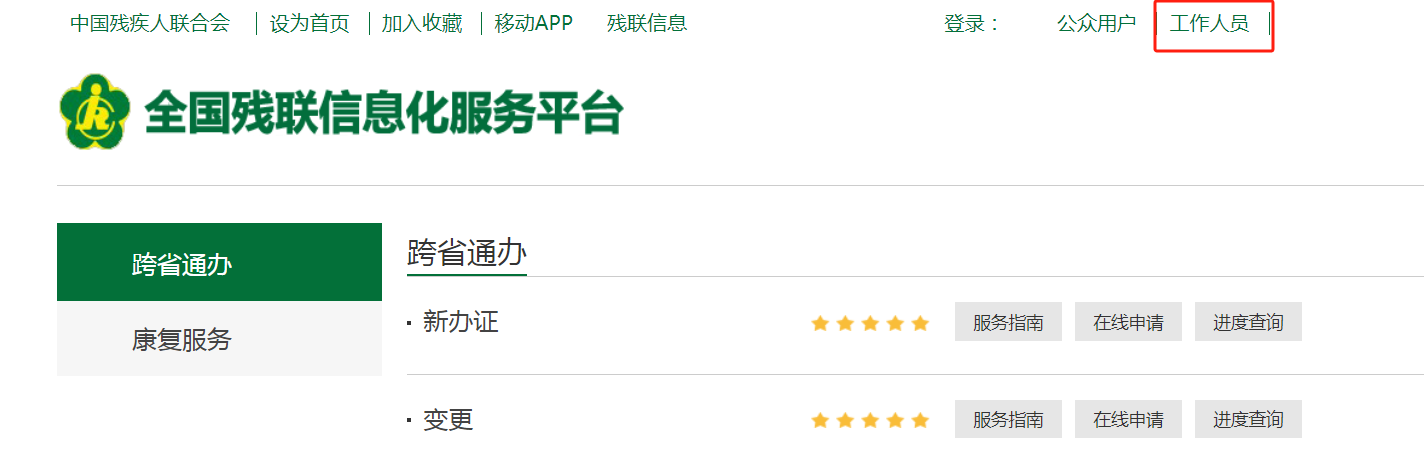 中国残疾人联合会 设为首页 加入收藏 移动APP 残联信息 登录： 公众用户 工作人员
全国残联信息化服务平台
跨省通办
康复服务
跨省通办
新办证 服务指南 在线申请 进度查询
变更 服务指南 在线申请 进度查询